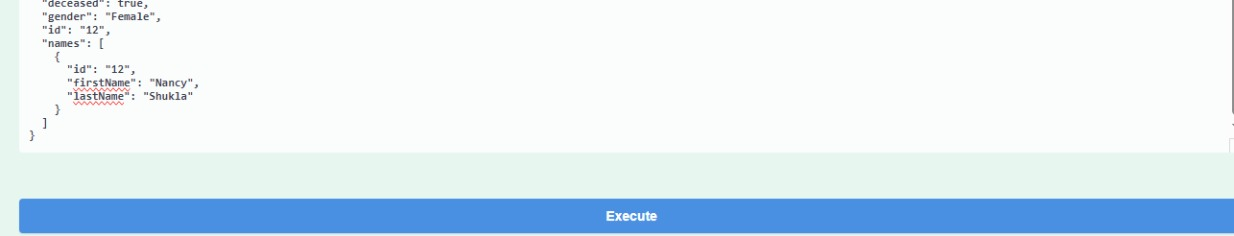 "deceased": true,
"gender": "Female",
"id": "12",
"names": [
{
"id": "12",
"firstName": "Nancy",
"lastName": "Shukla"
}
]
}
Execute